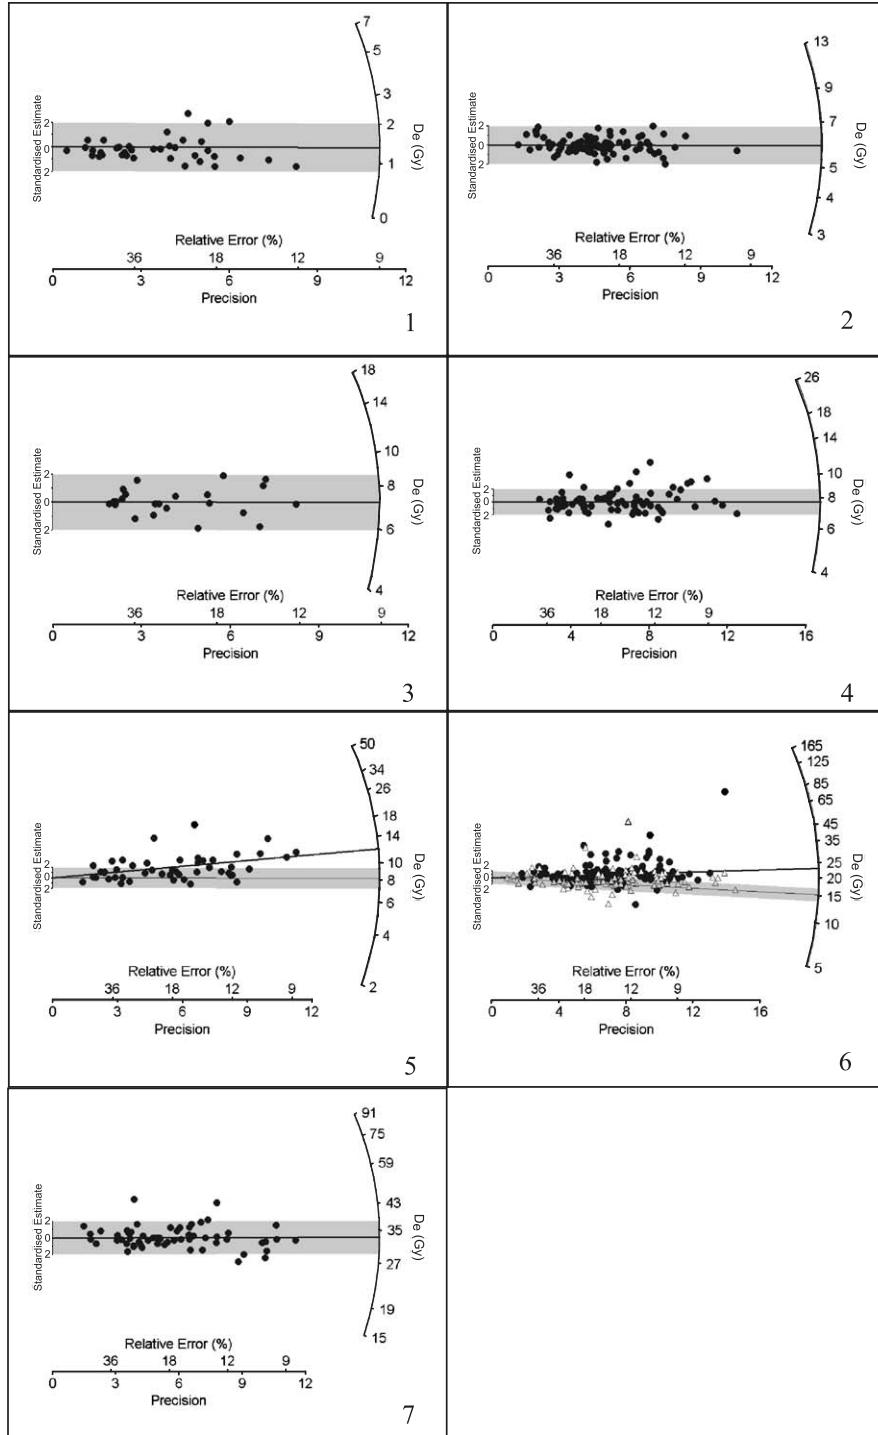 7
5
3
2
1
0
De (Gy)
Standardised Estimate
2
0
2
Relative Error (%)
36 18 12 9
0 3 6 9 12
Precision
1
13
9
7
5
4
3
De (Gy)
Standardised Estimate
2
0
2
Relative Error (%)
36 18 12 9
0 3 6 9 12
Precision
2
18
14
10
8
6
4
De (Gy)
Standardised Estimate
2
0
2
Relative Error (%)
36 18 12 9
0 3 6 9 12
Precision
3
26
18
14
10
8
6
4
De (Gy)
Standardised Estimate
2
0
2
Relative Error (%)
36 18 12 9
0 4 8 12 16
Precision
4
50
34
26
18
14
10
8
6
4
2
De (Gy)
Standardised Estimate
2
0
2
Relative Error (%)
36 18 12 9
0 3 6 9 12
Precision
5
165
125
85
65
45
35
25
20
15
10
5
De (Gy)
Standardised Estimate
2
0
2
Relative Error (%)
36 18 12 9
0 4 8 12 16
Precision
6
91
75
59
43
35
27
19
15
De (Gy)
Standardised Estimate
2
0
2
Relative Error (%)
36 18 12 9
0 3 6 9 12
Precision
7